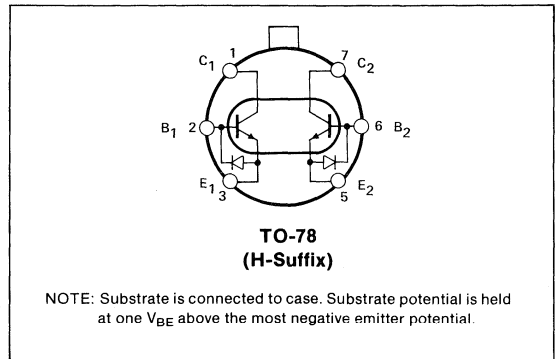 1 7
C1 C2
B1 2 6 B2
E1 E2
3 5
TO-78
(H-Suffix)
NOTE: Substrate is connected to case. Substrate potential is held
at one VBE above the most negative emitter potential.